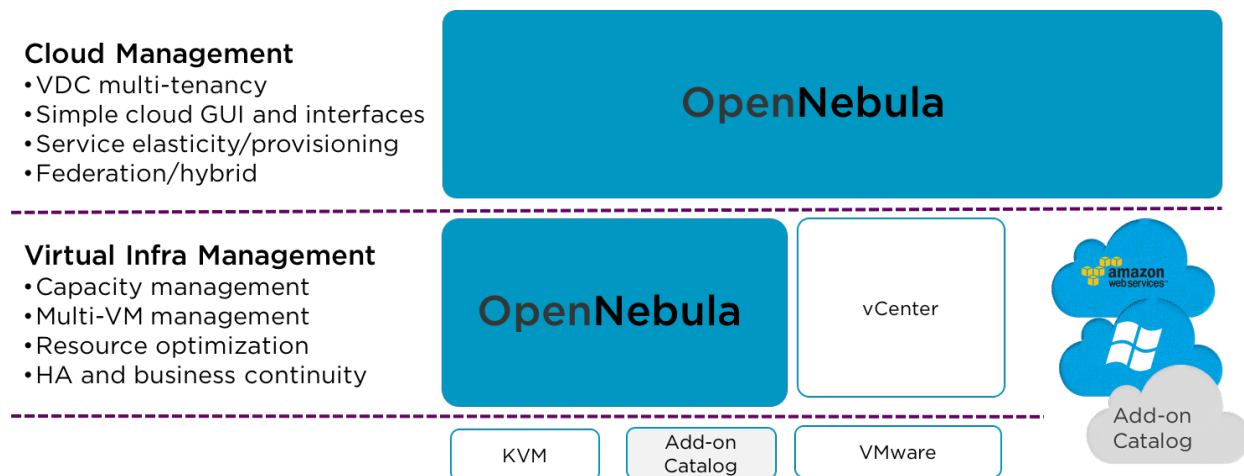 Cloud Management
•VDC multi-tenancy
•Simple cloud GUI and interfaces
•Service elasticity/provisioning
•Federation/hybrid
OpenNebula
Virtual Infra Management
•Capacity management
•Multi-VM management
•Resource optimization
•HA and business continuity
OpenNebula
vCenter
amazon
web services™
Add-on
Catalog
KVM
Add-on
Catalog
VMware